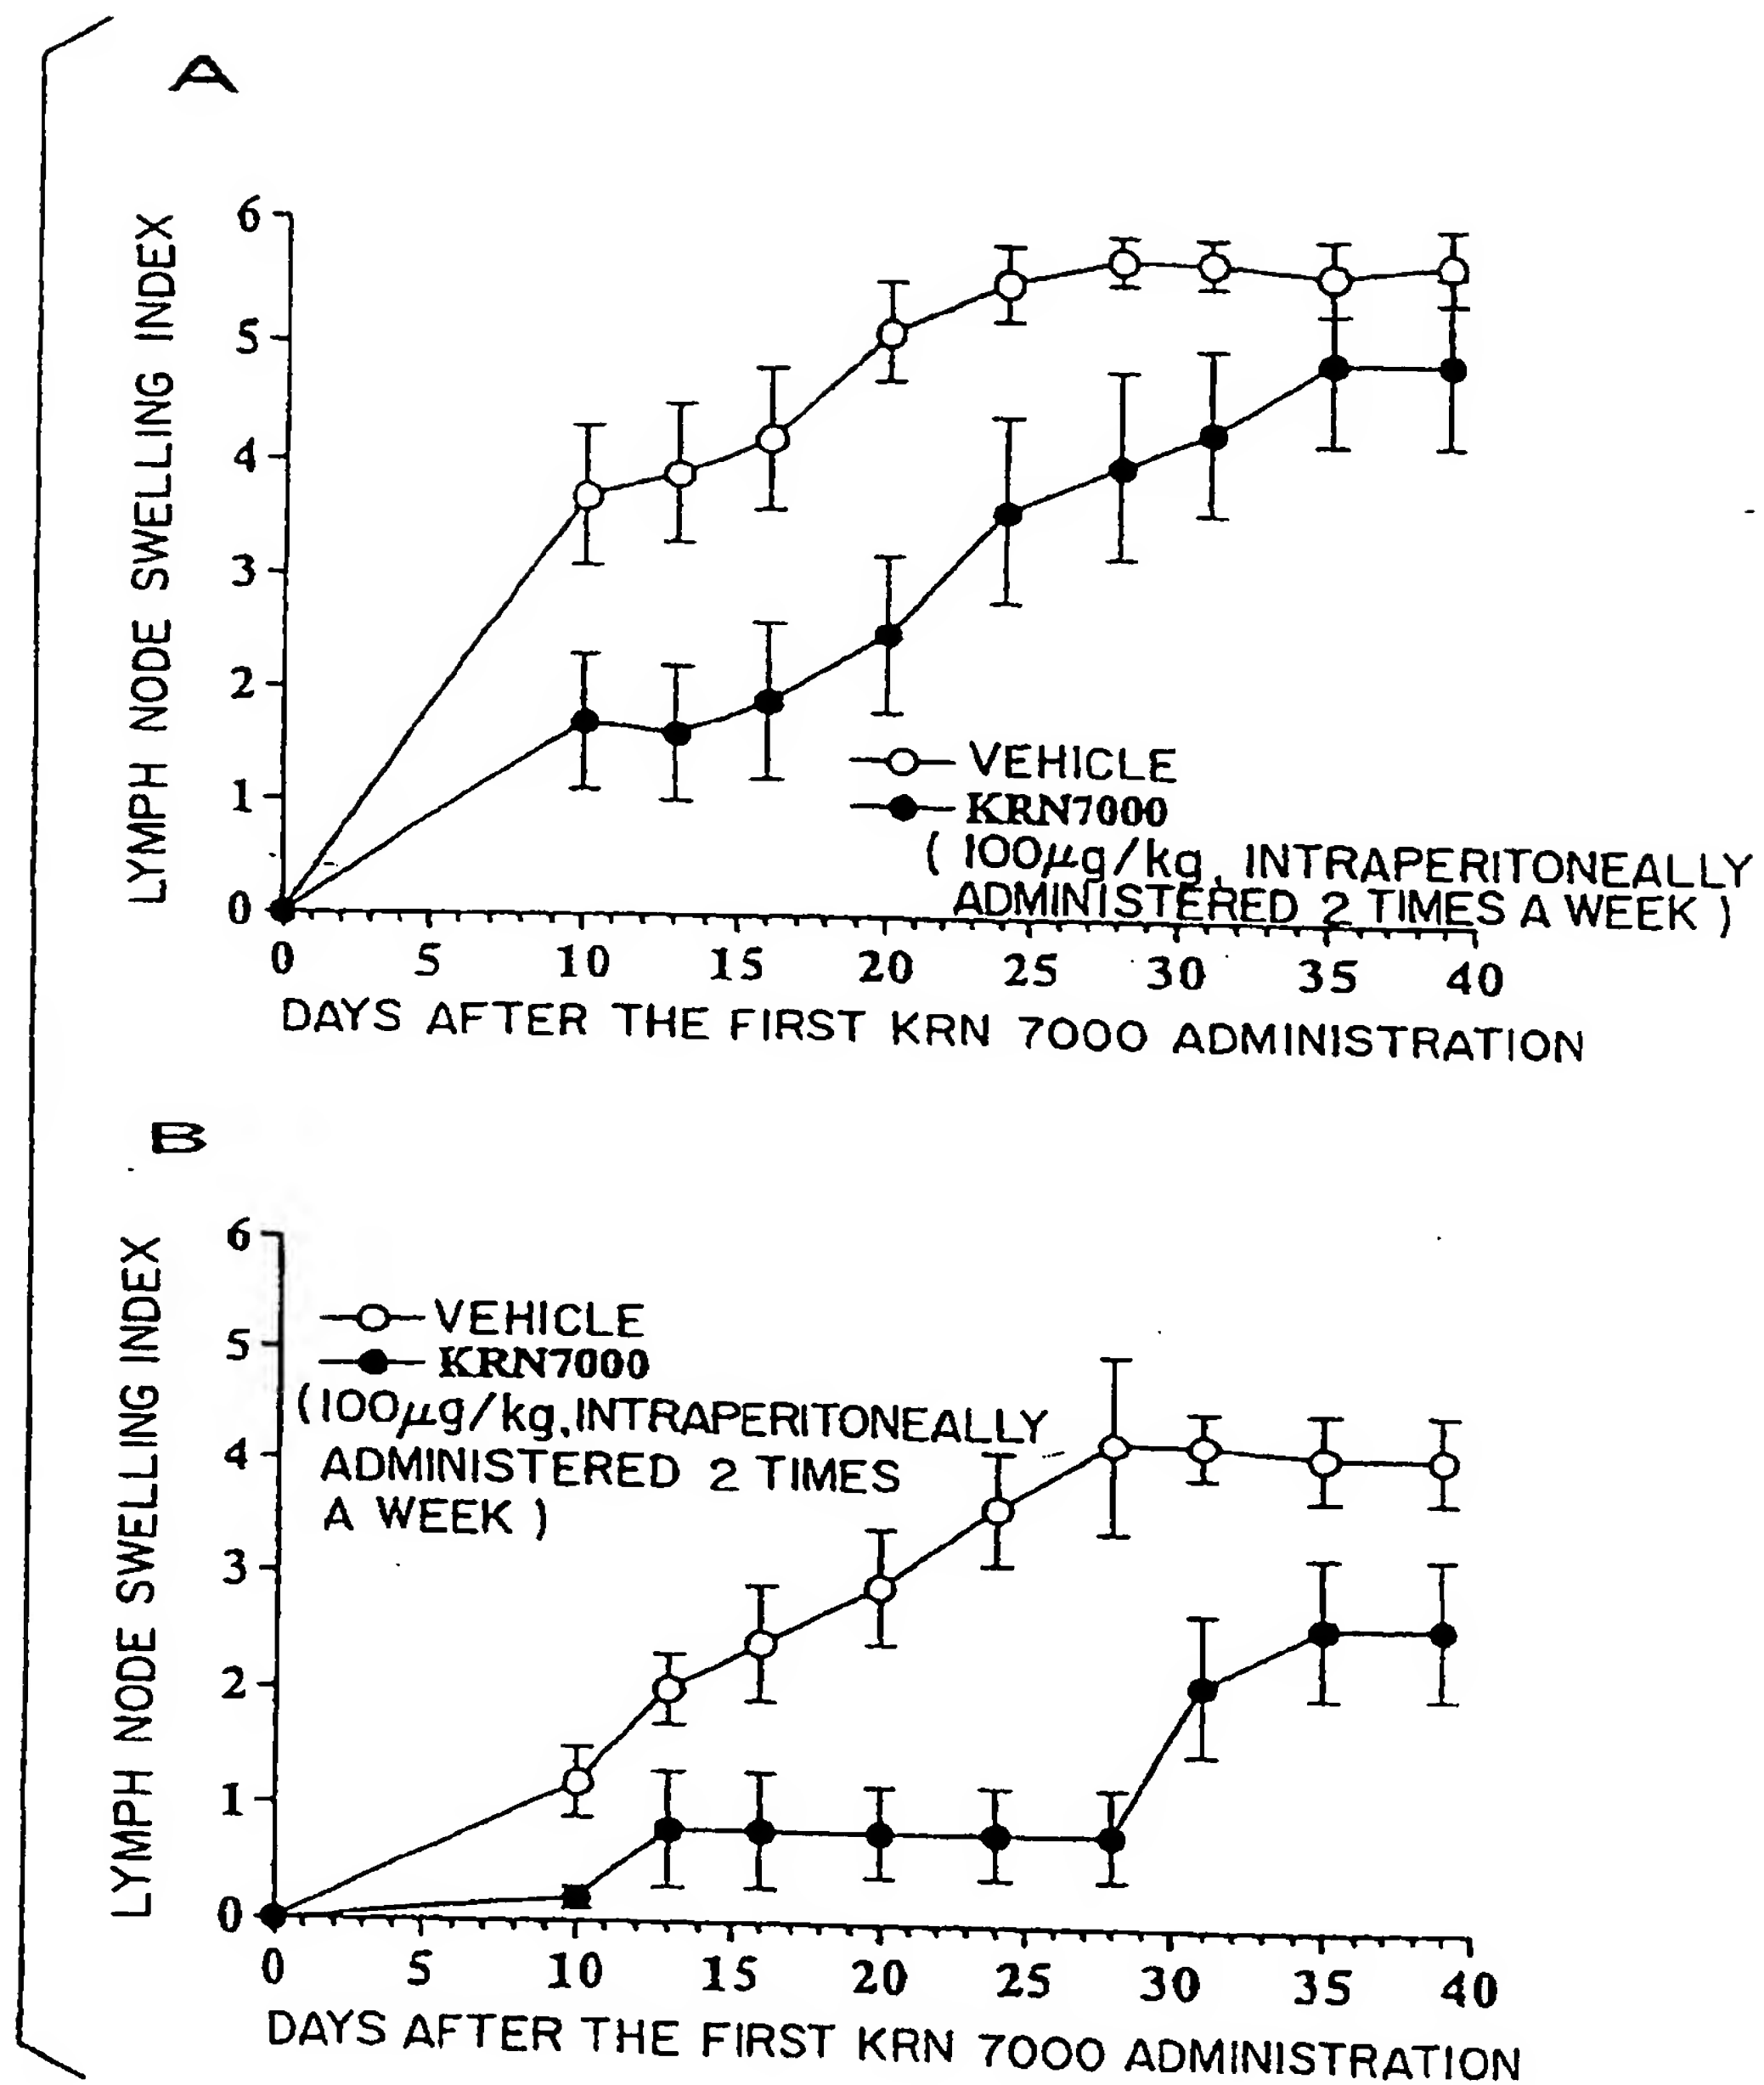 A
LYMPH NODE SWELLING INDEX
6
5
4
3
2
1
0
VEHICLE
KRN7000
( 100μg/kg, INTRAPERITONEALLY
ADMINISTERED 2 TIMES A WEEK )
0 5 10 15 20 25 30 35 40
DAYS AFTER THE FIRST KRN 7000 ADMINISTRATION
B
LYMPH NODE SWELLING INDEX
6
5
4
3
2
1
0
VEHICLE
KRN7000
(100μg/kg, INTRAPERITONEALLY
ADMINISTERED 2 TIMES
A WEEK )
0 5 10 15 20 25 30 35 40
DAYS AFTER THE FIRST KRN 7000 ADMINISTRATION